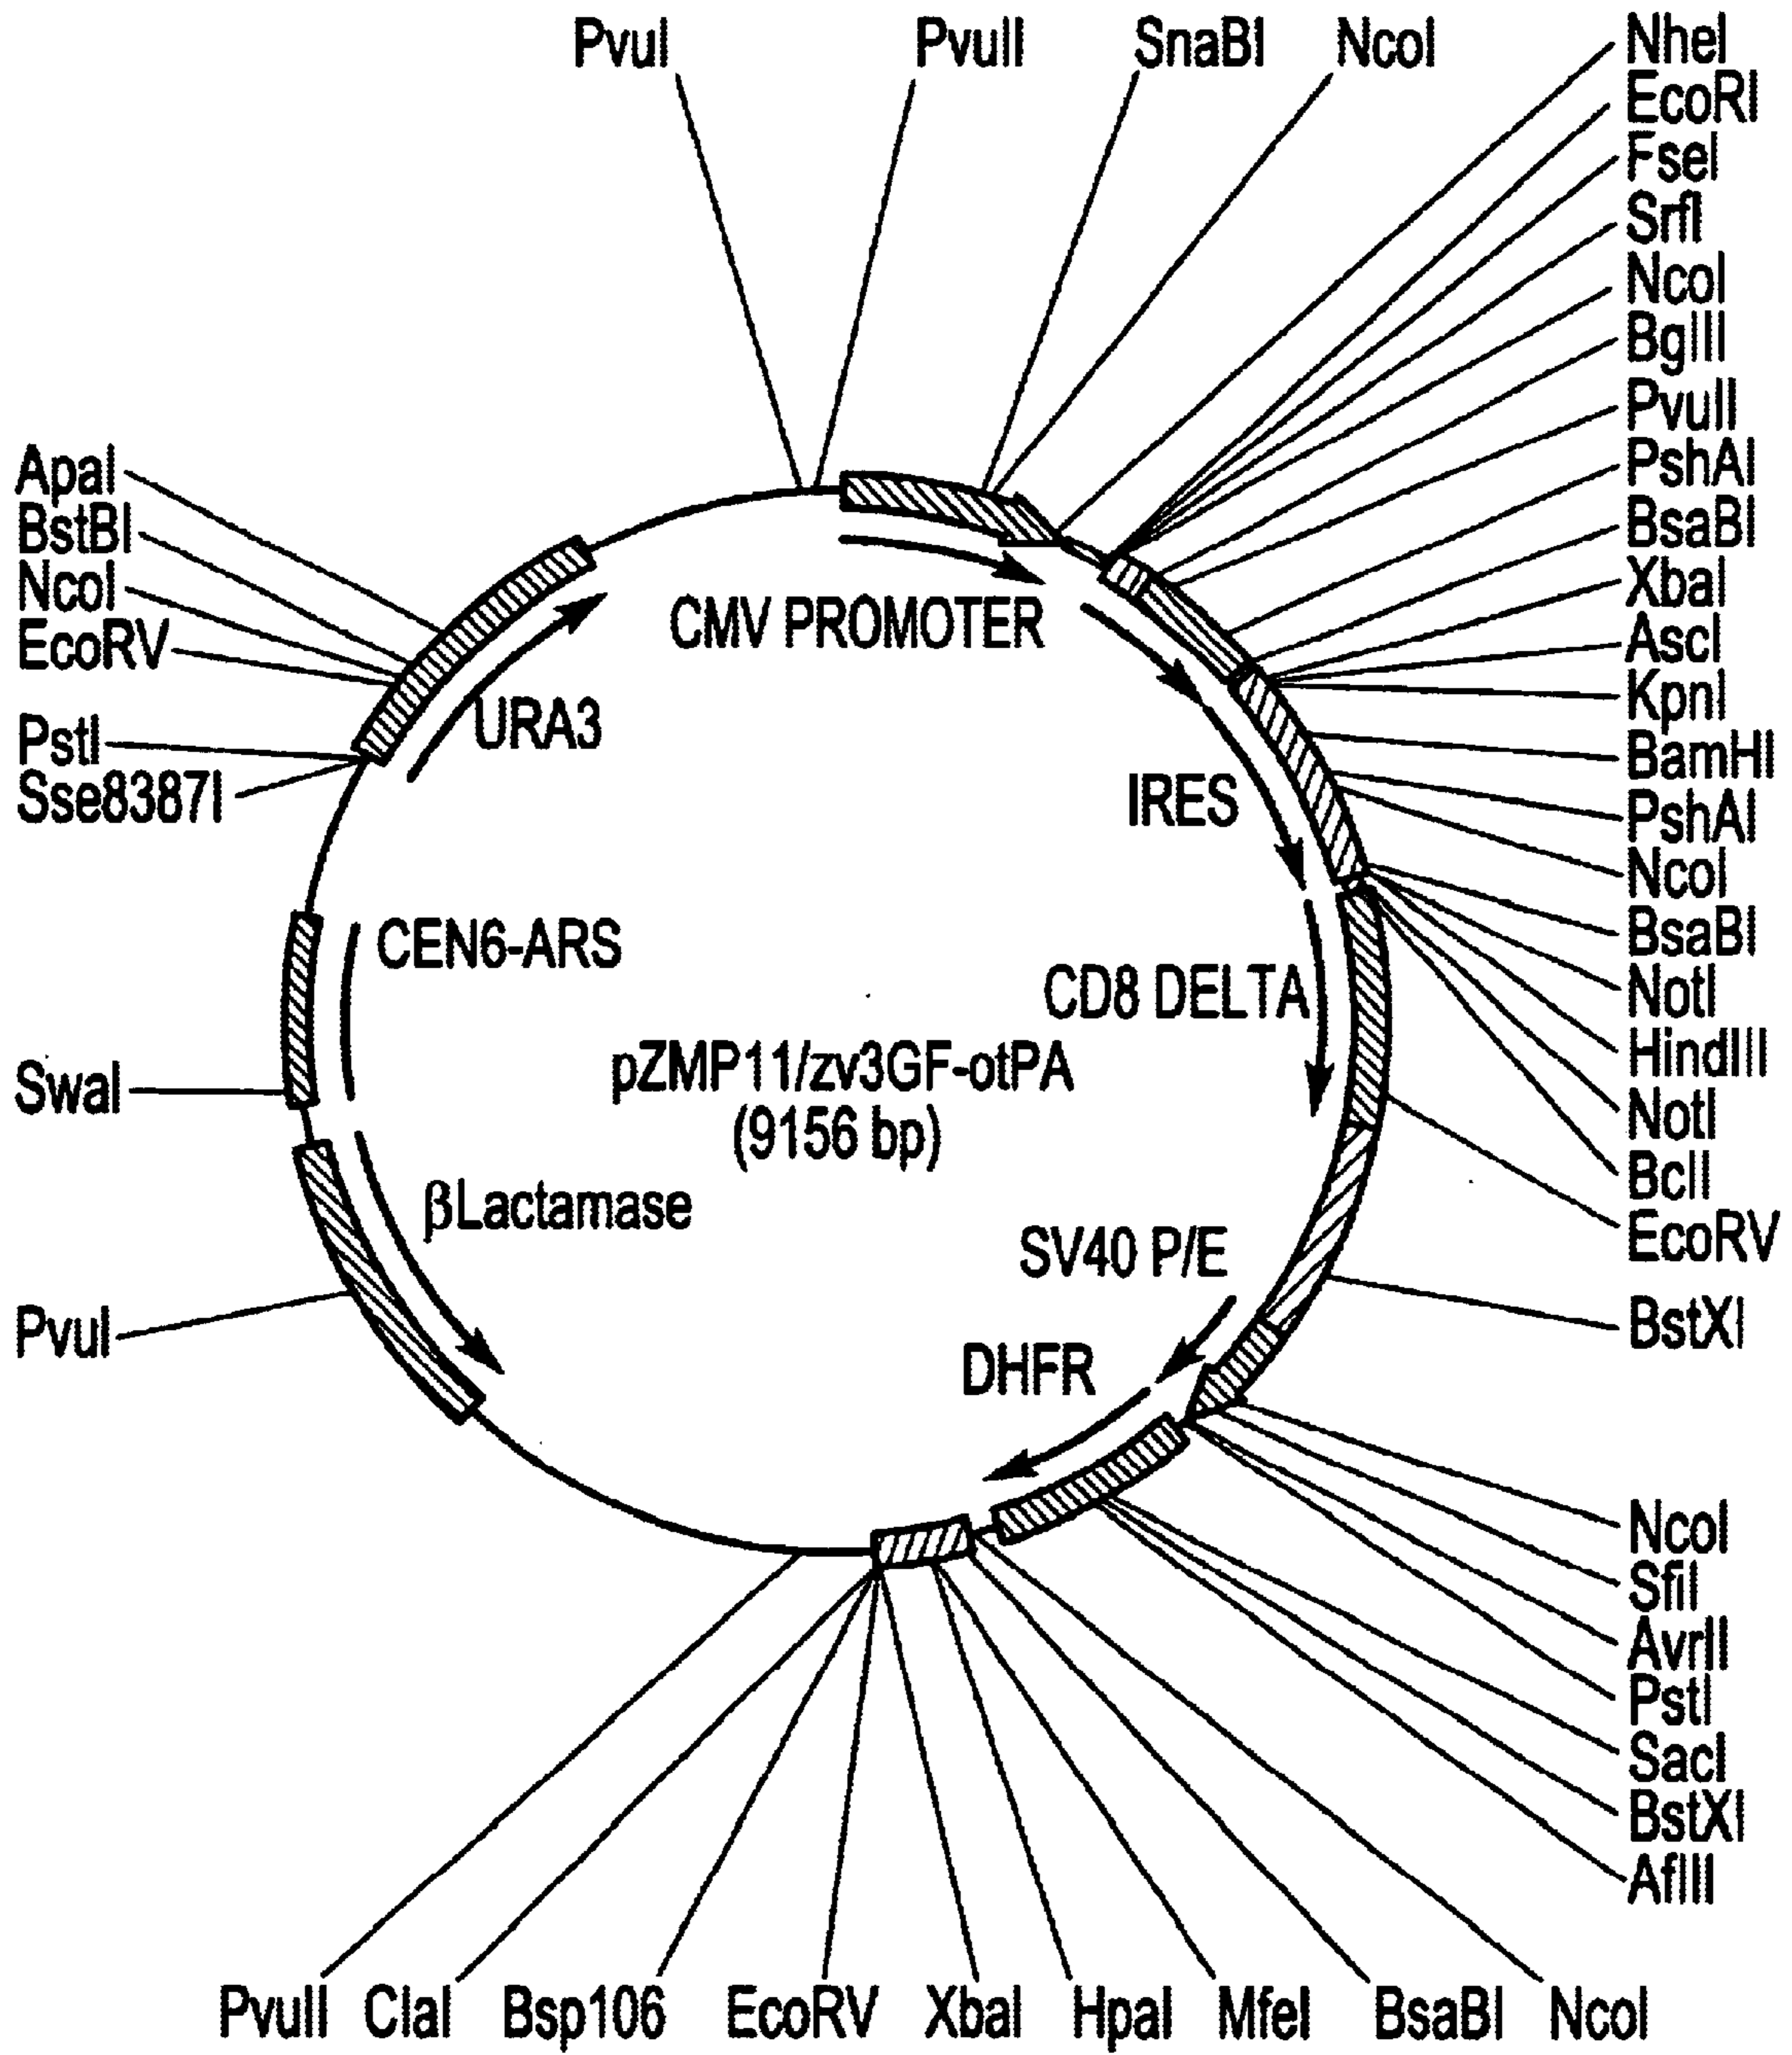 PvuI PvuII SnaBI NcoI
NheI
EcoRI
FseI
SrfI
NcoI
BglII
PvuII
PshAI
BsaBI
XbaI
AscI
KpnI
BamHI
PshAI
NcoI
BsaBI
NotI
HindIII
NotI
BclI
EcoRV
BstXI
NcoI
SfiI
AvrII
PstI
SacI
BstXI
AflII
ApaI
BstBI
NcoI
EcoRV
PstI
Sse8387I
SwaI
PvuI
CMV PROMOTER
URA3
IRES
CEN6-ARS
CD8 DELTA
pZMP11/zv3GF-otPA
(9156 bp)
βLactamase
SV40 P/E
DHFR
PvuII ClaI Bsp106 EcoRV XbaI HpaI MfeI BsaBI NcoI